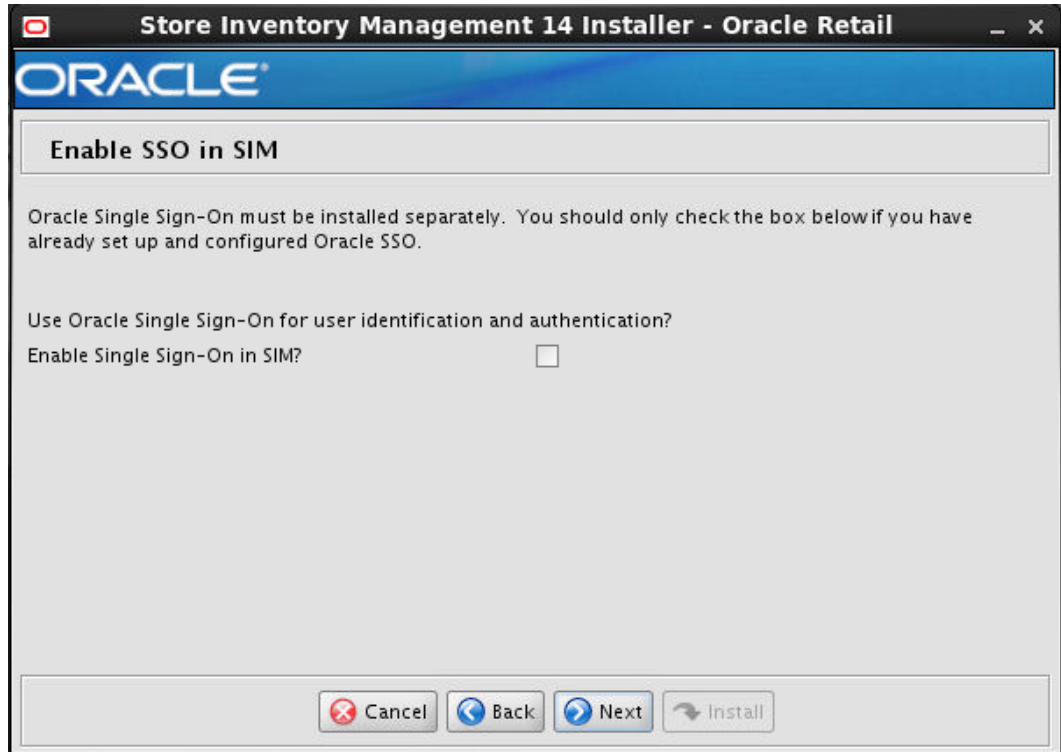 Store Inventory Management 14 Installer - Oracle Retail
ORACLE®
Enable SSO in SIM
Oracle Single Sign-On must be installed separately. You should only check the box below if you have
already set up and configured Oracle SSO.
Use Oracle Single Sign-On for user identification and authentication?
Enable Single Sign-On in SIM?
Cancel Back Next Install